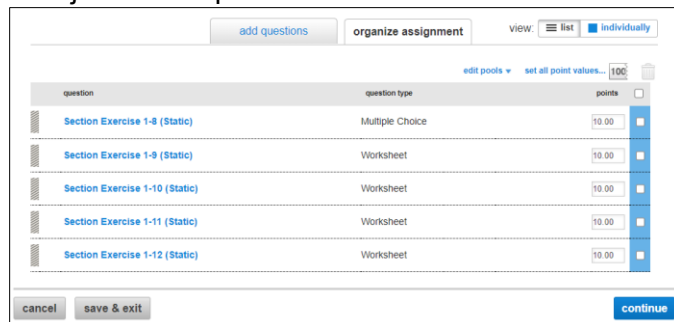 add questions organize assignment view: list individually
edit pools set all point values... 100
question question type points
Section Exercise 1-8 (Static) Multiple Choice 10.00
Section Exercise 1-9 (Static) Worksheet 10.00
Section Exercise 1-10 (Static) Worksheet 10.00
Section Exercise 1-11 (Static) Worksheet 10.00
Section Exercise 1-12 (Static) Worksheet 10.00
cancel save & exit continue